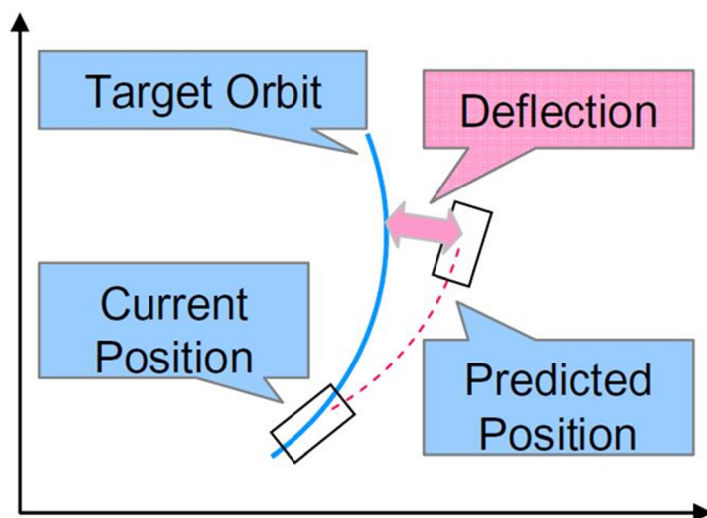 Target Orbit
Deflection
Current
Position
Predicted
Position